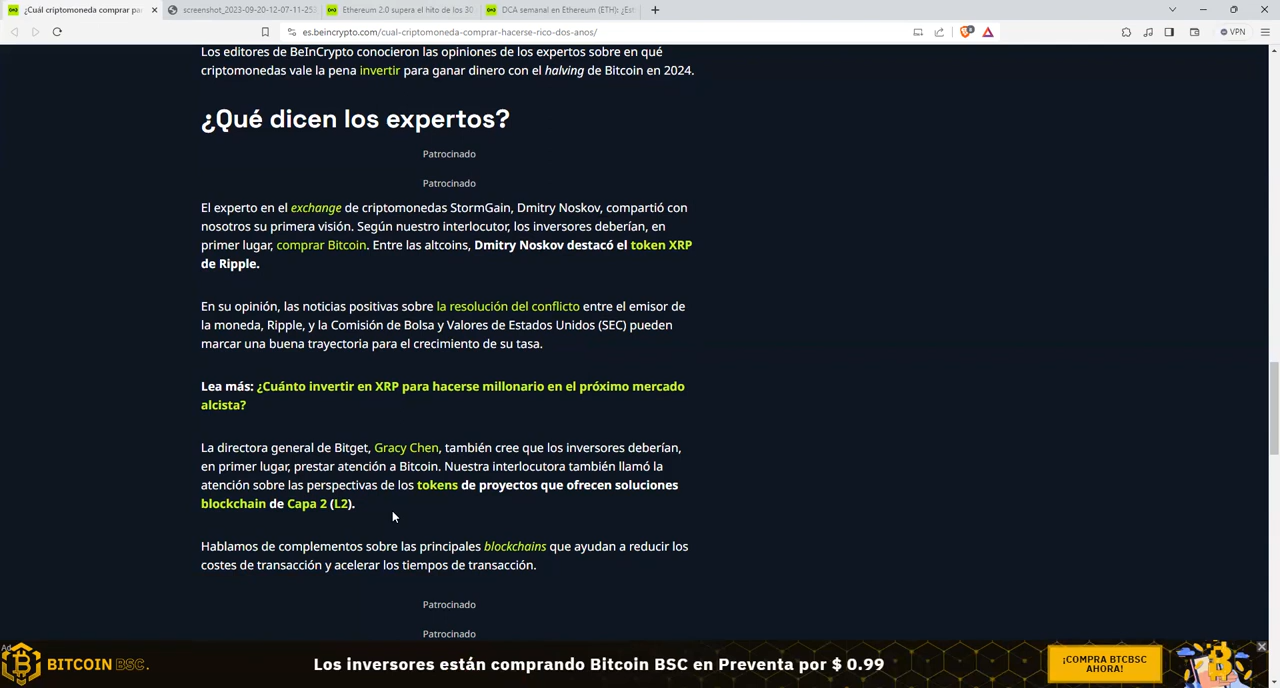 ¿Cuál criptomoneda comprar pa
screenshot_2023-09-20-12-07-11-253
Ethereum 2.0 supera el hito de los 30
DCA semanal en Ethereum (ETH): ¿Est
es.beincrypto.com/cual-criptomoneda-comprar-hacerse-rico-dos-anos/
VPN
Los editores de BeInCrypto conocieron las opiniones de los expertos sobre en qué
criptomonedas vale la pena invertir para ganar dinero con el halving de Bitcoin en 2024.
¿Qué dicen los expertos?
Patrocinado
Patrocinado
El experto en el exchange de criptomonedas StormGain, Dmitry Noskov, compartió con
nosotros su primera visión. Según nuestro interlocutor, los inversores deberían, en
primer lugar, comprar Bitcoin. Entre las altcoins, Dmitry Noskov destacó el token XRP
de Ripple.
En su opinión, las noticias positivas sobre la resolución del conflicto entre el emisor de
la moneda, Ripple, y la Comisión de Bolsa y Valores de Estados Unidos (SEC) pueden
marcar una buena trayectoria para el crecimiento de su tasa.
Lea más: ¿Cuánto invertir en XRP para hacerse millonario en el próximo mercado
alcista?
La directora general de Bitget, Gracy Chen, también cree que los inversores deberían,
en primer lugar, prestar atención a Bitcoin. Nuestra interlocutora también llamó la
atención sobre las perspectivas de los tokens de proyectos que ofrecen soluciones
blockchain de Capa 2 (L2).
Hablamos de complementos sobre las principales blockchains que ayudan a reducir los
costes de transacción y acelerar los tiempos de transacción.
Patrocinado
Patrocinado
Ad
BITCOIN BSC.
Los inversores están comprando Bitcoin BSC en Preventa por $ 0.99
¡COMPRA BTCBSC
AHORA!